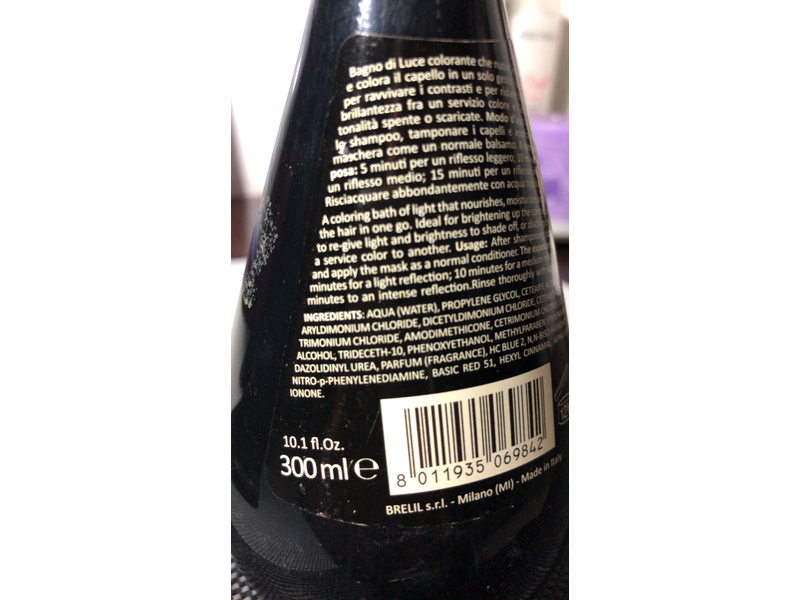 Bagno di Luce colorante che
e colora il capello in un solo
per ravvivare i contrasti e per
brillantezza fra un servizio colore
tonalità spente o scaricate. Modo
lo shampoo, tamponare i capelli e
maschera come un normale balsamo.
posa: 5 minuti per un riflesso leggero;
un riflesso medio; 15 minuti per un
Risciacquare abbondantemente con acqua
A coloring bath of light that nourishes,
the hair in one go. Ideal for brightening up the
to re-give light and brightness to shade off, or
a service color to another. Usage: After
and apply the mask as a normal conditioner. The
minutes for a light reflection; 10 minutes for a medium
minutes to an intense reflection.Rinse thoroughly
INGREDIENTS: AQUA (WATER), PROPYLENE GLYCOL,
ARYLDIMONIUM CHLORIDE, DICETYLDIMONIUM CHLORIDE,
TRIMONIUM CHLORIDE, AMODIMETHICONE, CETRIMONIUM
ALCOHOL, TRIDECETH-10, PHENOXYETHANOL, METHYLPARABEN,
DAZOLIDINYL UREA, PARFUM (FRAGRANCE), HC BLUE 2,
NITRO-p-PHENYLENEDIAMINE, BASIC RED 51, HEXYL
IONONE.
10.1 fl.Oz.
300 ml e
8 011935 069842
BRELIL s.r.l. - Milano (MI) - Made in Italy